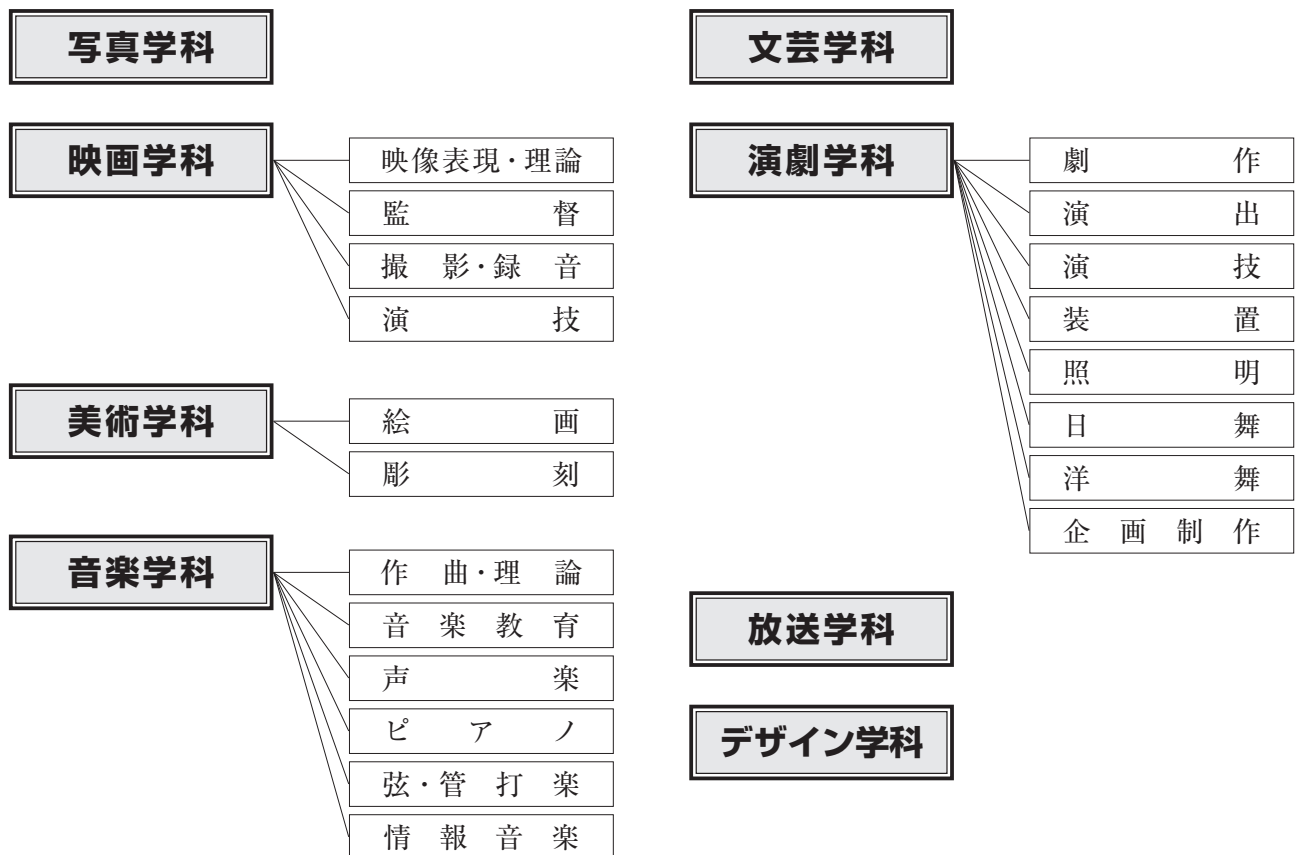 写真学科
映画学科
映像表現・理論
監督
撮影・録音
演技
美術学科
絵画
彫刻
音楽学科
作曲・理論
音楽教育
声楽
ピアノ
弦・管打楽
情報音楽
文芸学科
演劇学科
劇作
演出
演技
装置
照明
日舞
洋舞
企画制作
放送学科
デザイン学科